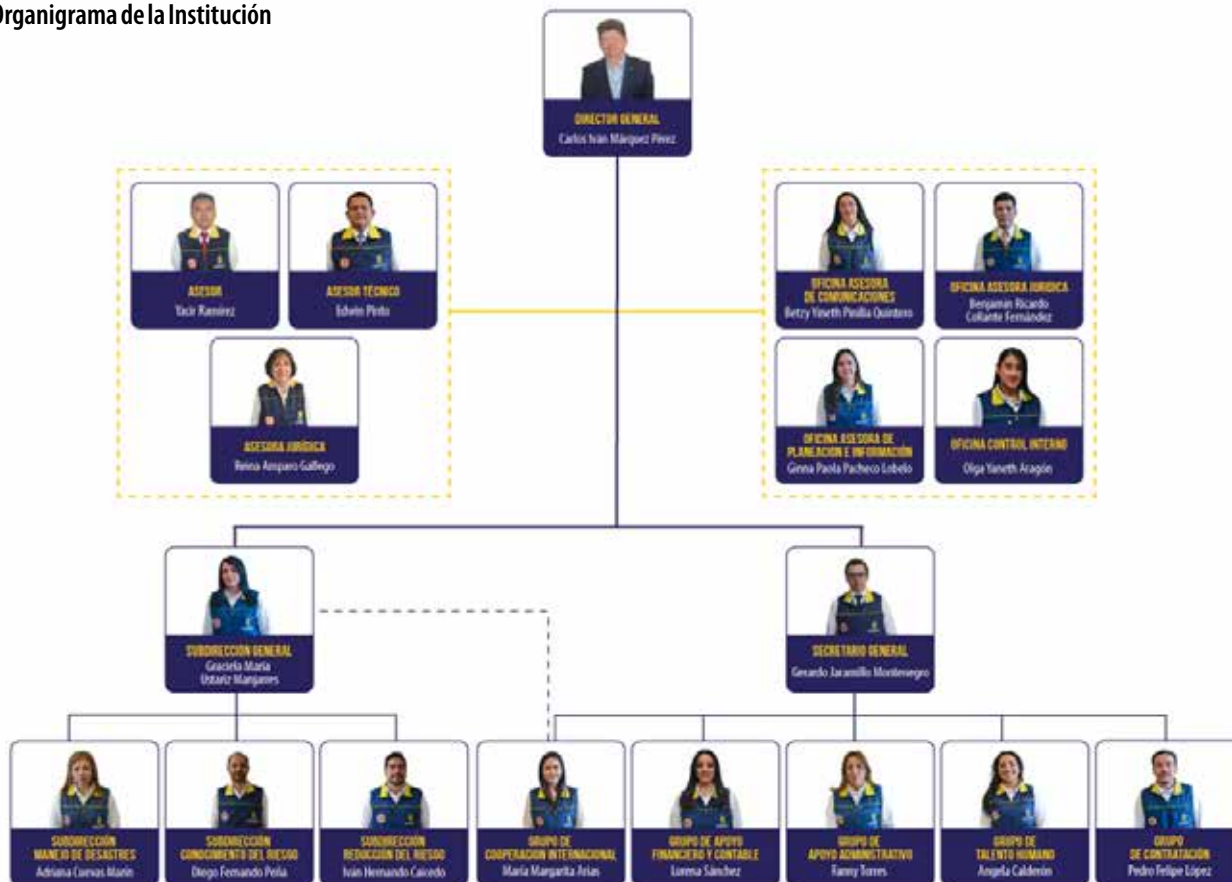 Organigrama de la Institución
DIRECTOR GENERAL
Carlos Iván Márquez Pérez
ASESOR
Yacir Ramírez
ASESOR TÉCNICO
Edwin Pinto
ASESORA JURÍDICA
Reina Amparo Gallego
OFICINA ASESORA
DE COMUNICACIONES
Betzy Yineth Pinilla Quintero
OFICINA ASESORA JURIDICA
Benjamín Ricardo
Collante Fernández
OFICINA ASESORA DE
PLANEACIÓN E INFORMACIÓN
Ginna Paola Pacheco Lobelo
OFICINA CONTROL INTERNO
Olga Yaneth Aragón
SUBDIRECCIÓN GENERAL
Graciela María
Ustariz Manjarres
SECRETARIO GENERAL
Gerardo Jaramillo Montenegro
SUBDIRECCIÓN
MANEJO DE DESASTRES
Adriana Cuevas Marín
SUBDIRECCIÓN
CONOCIMIENTO DEL RIESGO
Diego Fernando Peña
SUBDIRECCIÓN
REDUCCIÓN DEL RIESGO
Iván Hernando Caicedo
GRUPO DE
COOPERACION INTERNACIONAL
María Margarita Arias
GRUPO DE APOYO
FINANCIERO Y CONTABLE
Lorena Sánchez
GRUPO DE
APOYO ADMINISTRATIVO
Fanny Torres
GRUPO DE
TALENTO HUMANO
Angela Calderón
GRUPO
DE CONTRATACIÓN
Pedro Felipe López